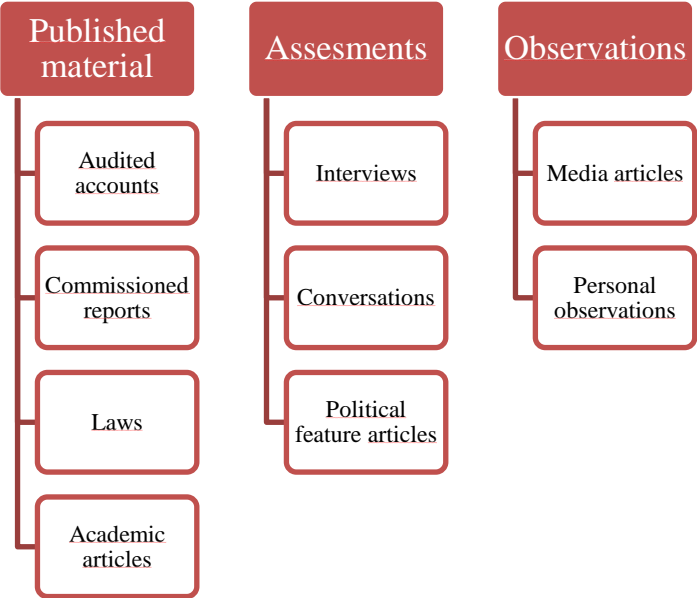 Published
material
Audited
accounts
Commissioned
reports
Laws
Academic
articles
Assesments
Interviews
Conversations
Political
feature articles
Observations
Media articles
Personal
observations